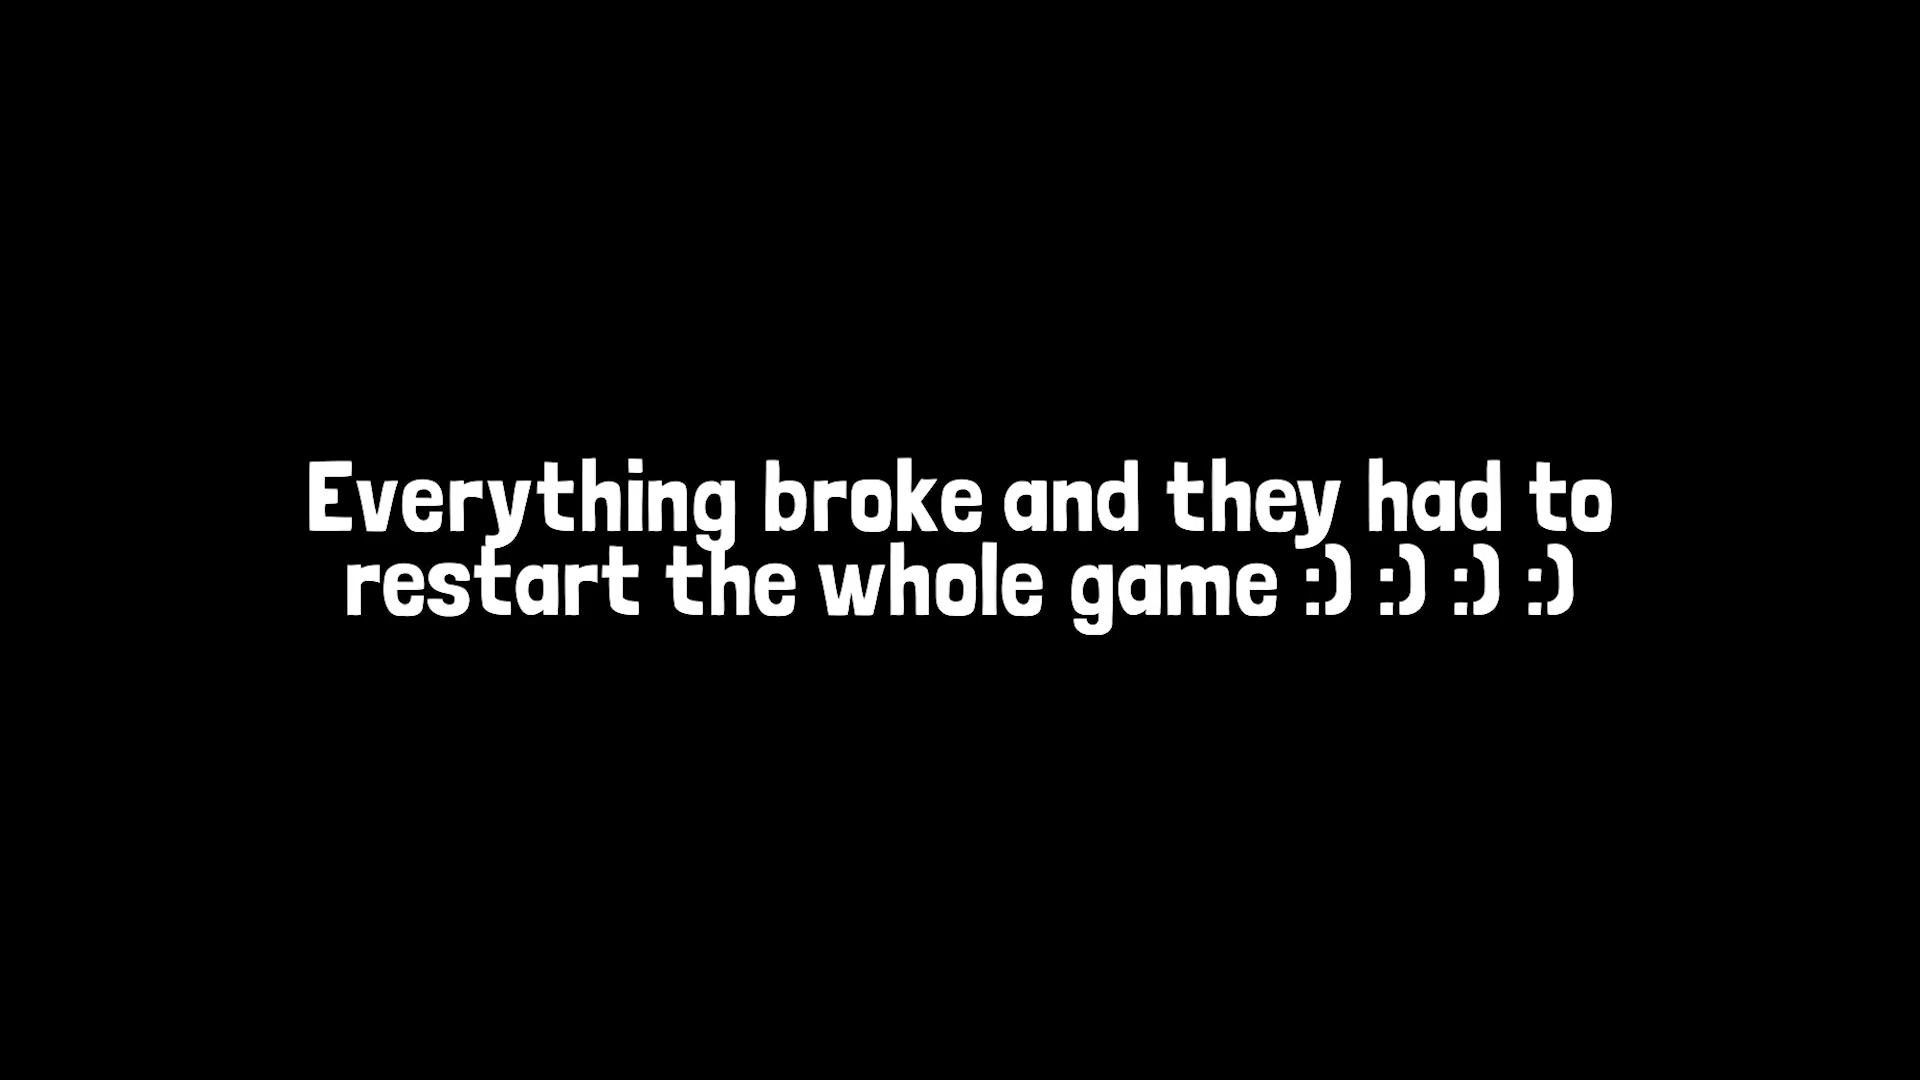 Everything broke and they had to
restart the whole game :) :) :) :)